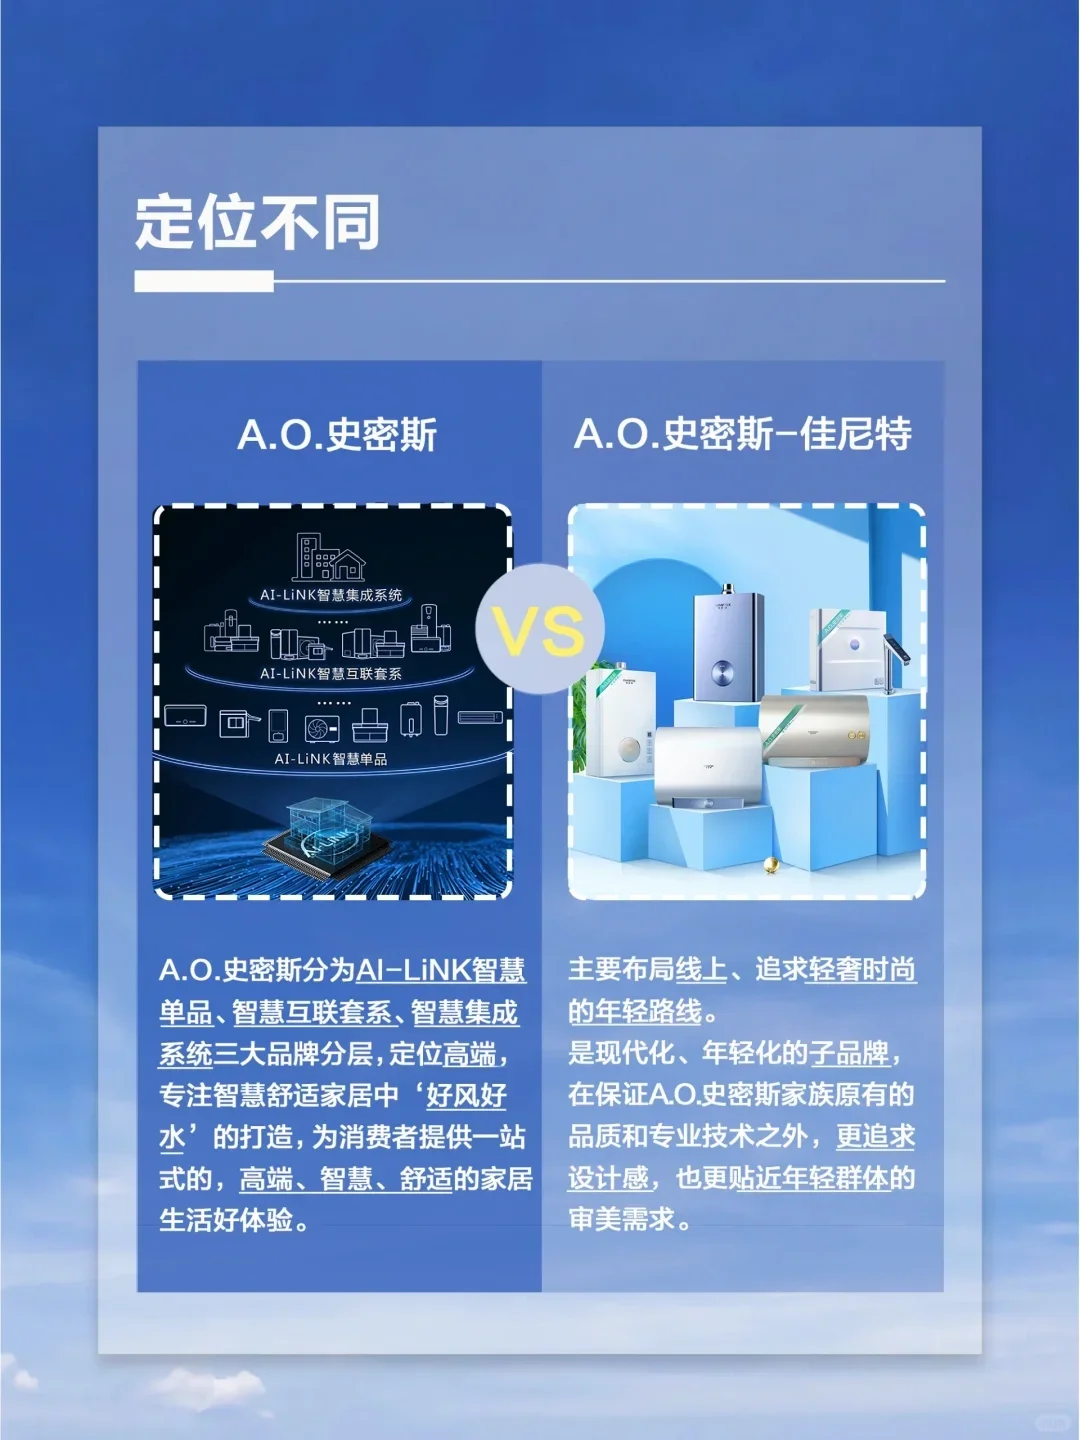 定位不同
A.O.史密斯
A.O.史密斯-佳尼特
VS
AI-LiNK智慧集成系统
AI-LiNK智慧互联套系
AI-LiNK智慧单品
AI-LiNK
A.O.史密斯分为AI-LiNK智慧
单品、智慧互联套系、智慧集成
系统三大品牌分层,定位高端,
专注智慧舒适家居中‘好风好
水’的打造,为消费者提供一站
式的,高端、智慧、舒适的家居
生活好体验。
主要布局线上、追求轻奢时尚
的年轻路线。
是现代化、年轻化的子品牌,
在保证A.O.史密斯家族原有的
品质和专业技术之外,更追求
设计感,也更贴近年轻群体的
审美需求。